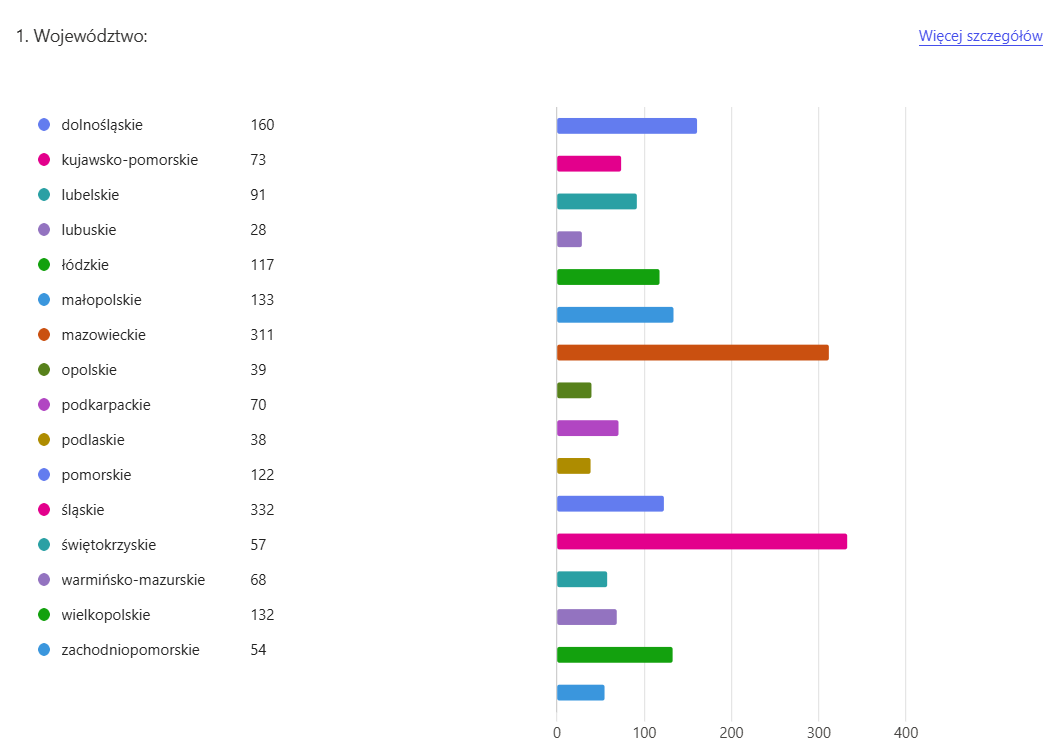 1. Województwo:
Więcej szczegółów
dolnośląskie 160
kujawsko-pomorskie 73
lubelskie 91
lubuskie 28
łódzkie 117
małopolskie 133
mazowieckie 311
opolskie 39
podkarpackie 70
podlaskie 38
pomorskie 122
śląskie 332
świętokrzyskie 57
warmińsko-mazurskie 68
wielkopolskie 132
zachodniopomorskie 54
0 100 200 300 400